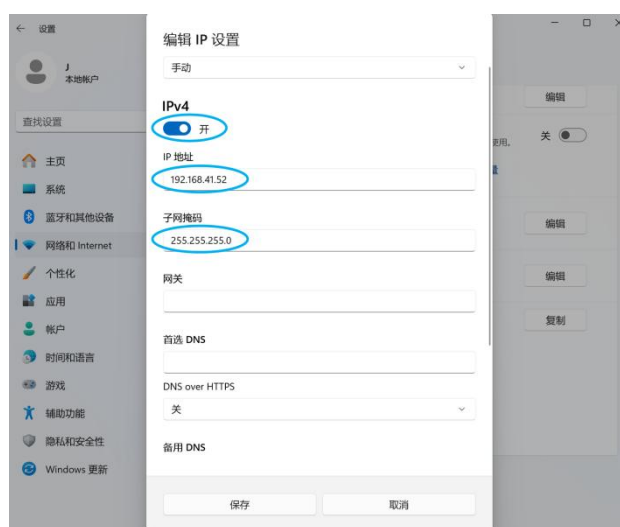 设置
J
本地帐户
查找设置
主页
系统
蓝牙和其他设备
网络和 Internet
个性化
应用
帐户
时间和语言
游戏
辅助功能
隐私和安全性
Windows 更新
编辑 IP 设置
手动
IPv4
开
IP 地址
192.168.41.52
子网掩码
255.255.255.0
网关
首选 DNS
DNS over HTTPS
关
备用 DNS
保存
取消
编辑
使用。
关
编辑
编辑
复制